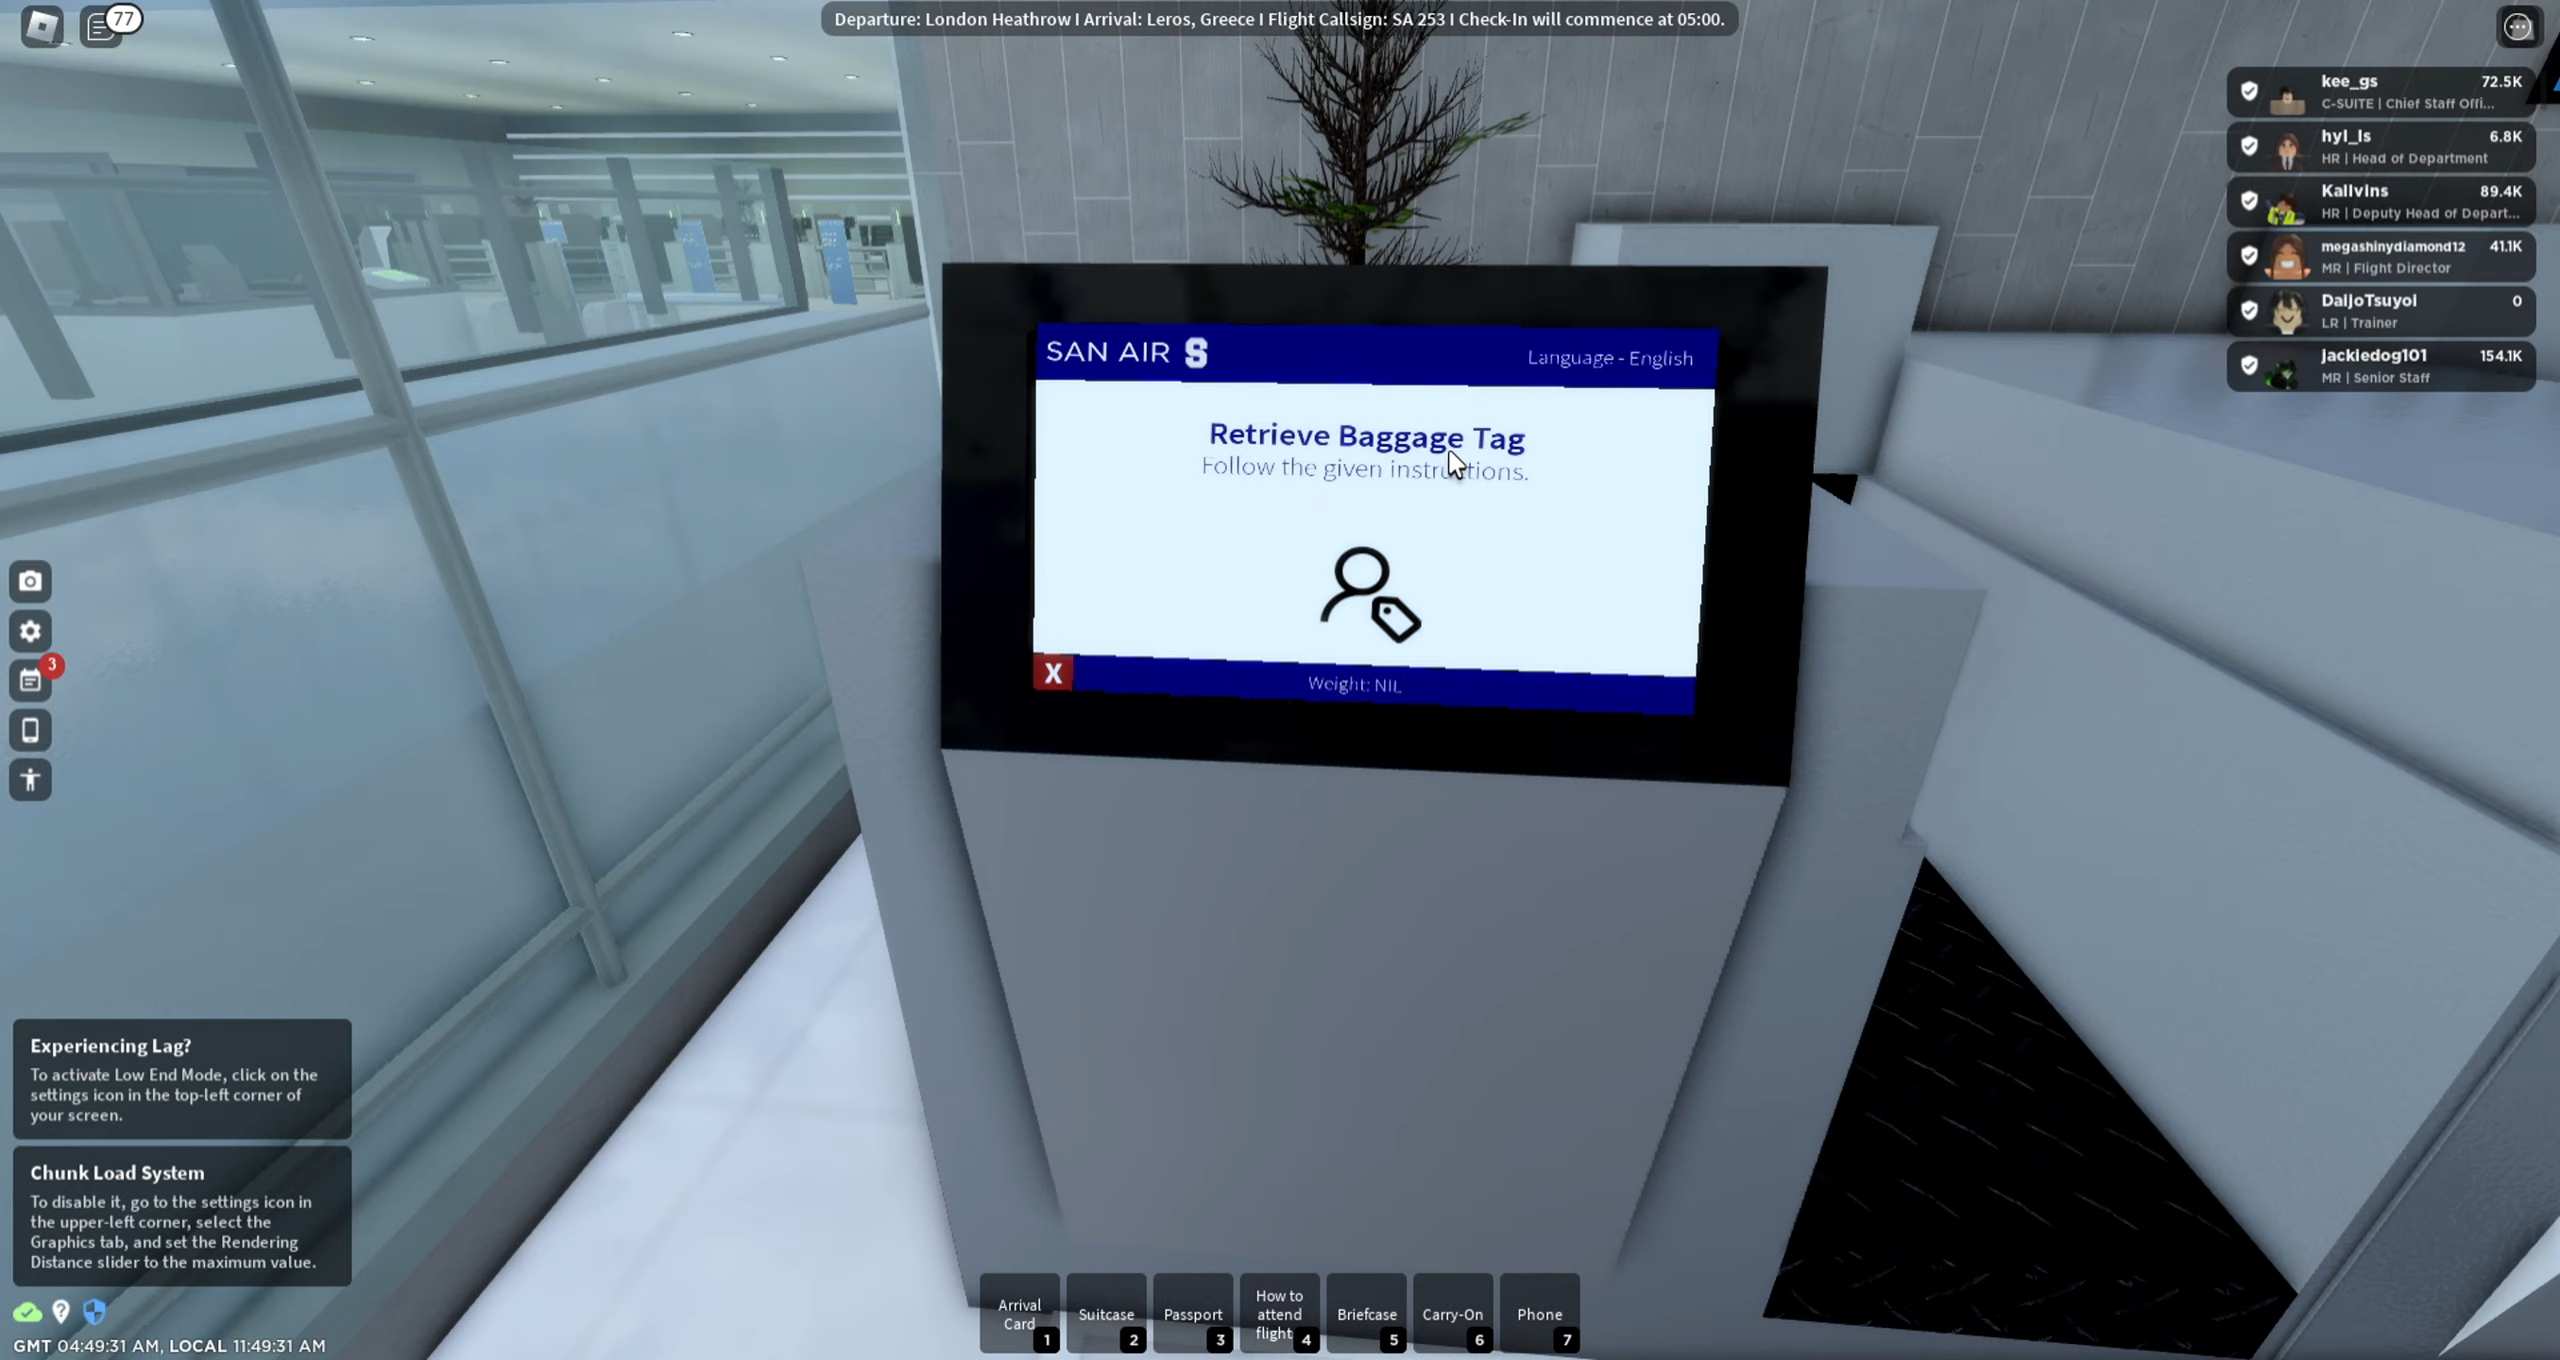 77
Departure: London Heathrow I Arrival: Leros, Greece I Flight Callsign: SA 253 I Check-In will commence at 05:00.
kee_gs 72.5K
C-SUITE | Chief Staff Offi...
hyl_ls 6.8K
HR | Head of Department
Kallvins 89.4K
HR | Deputy Head of Depart...
megashinydiamond12 41.1K
MR | Flight Director
DaijoTsuyoi 0
LR | Trainer
jackiedog101 154.1K
MR | Senior Staff
SAN AIR S
Language - English
Retrieve Baggage Tag
Follow the given instructions.
X
Weight: NIL
3
Experiencing Lag?
To activate Low End Mode, click on the
settings icon in the top-left corner of
your screen.
Chunk Load System
To disable it, go to the settings icon in
the upper-left corner, select the
Graphics tab, and set the Rendering
Distance slider to the maximum value.
GMT 04:49:31 AM, LOCAL 11:49:31 AM
Arrival
Card
1
Suitcase
2
Passport
3
How to
attend
flight
4
Briefcase
5
Carry-On
6
Phone
7